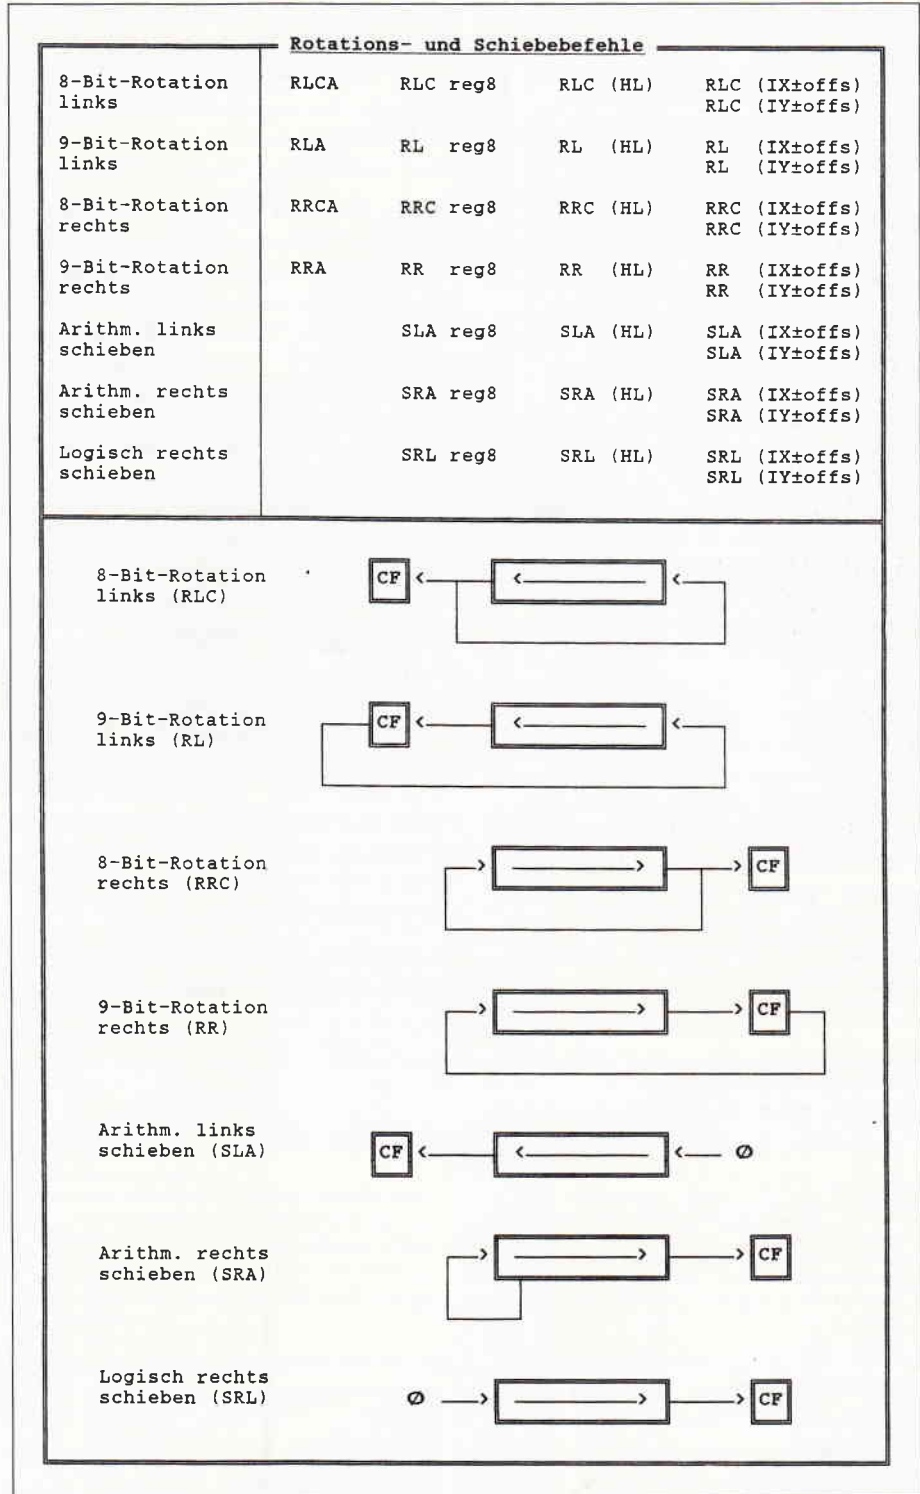 Rotations- und Schiebebefehle
8-Bit-Rotation RLCA RLC reg8 RLC (HL) RLC (IX±offs)
links RLC (IY±offs)
9-Bit-Rotation RLA RL reg8 RL (HL) RL (IX±offs)
links RL (IY±offs)
8-Bit-Rotation RRCA RRC reg8 RRC (HL) RRC (IX±offs)
rechts RRC (IY±offs)
9-Bit-Rotation RRA RR reg8 RR (HL) RR (IX±offs)
rechts RR (IY±offs)
Arithm. links SLA reg8 SLA (HL) SLA (IX±offs)
schieben SLA (IY±offs)
Arithm. rechts SRA reg8 SRA (HL) SRA (IX±offs)
schieben SRA (IY±offs)
Logisch rechts SRL reg8 SRL (HL) SRL (IX±offs)
schieben SRL (IY±offs)
8-Bit-Rotation CF
links (RLC)
9-Bit-Rotation CF
links (RL)
8-Bit-Rotation CF
rechts (RRC)
9-Bit-Rotation CF
rechts (RR)
Arithm. links
schieben (SLA) CF Ø
Arithm. rechts CF
schieben (SRA)
Logisch rechts
schieben (SRL) Ø CF